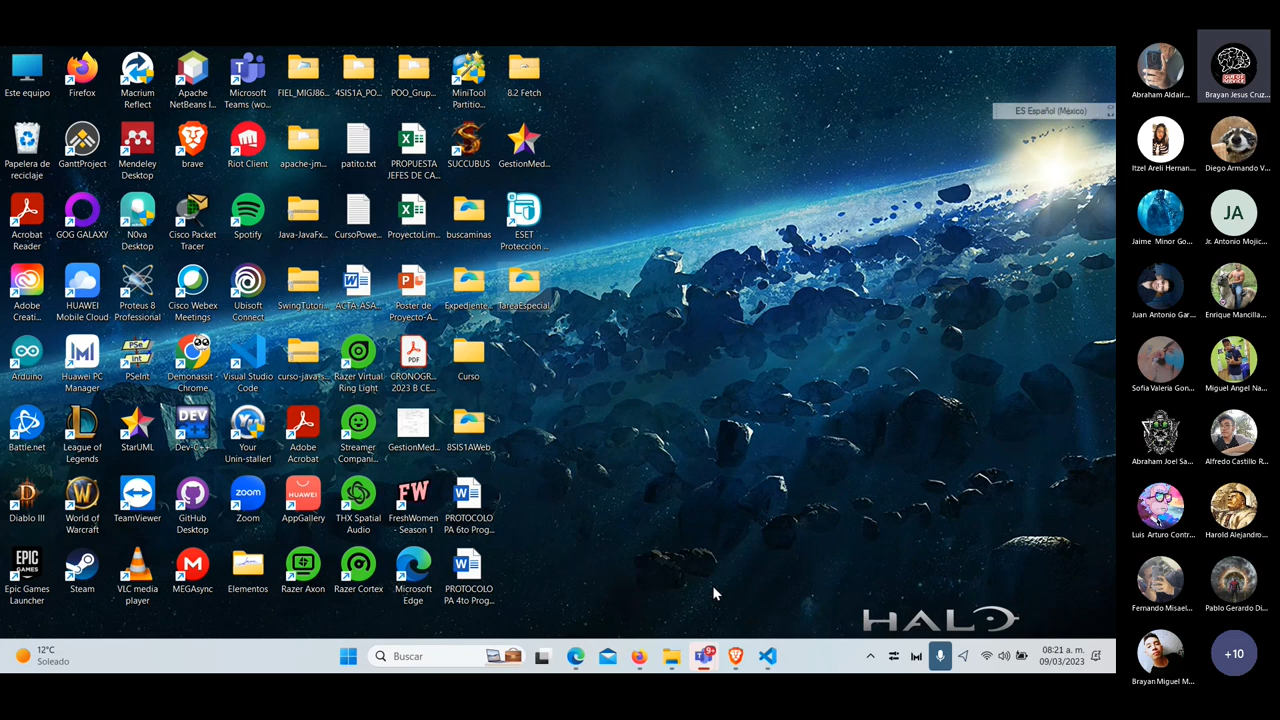 Este equipo
Firefox
Macrium
Reflect
Apache
NetBeans I...
Microsoft
Teams (wo...
FIEL_MIGJ86...
4SIS1A_PO...
POO_Grup...
MiniTool
Partitio...
8.2 Fetch
Papelera de
reciclaje
GanttProject
Mendeley
Desktop
brave
Riot Client
apache-jm...
patito.txt
PROPUESTA
JEFES DE CA...
SUCCUBUS
GestionMed...
Acrobat
Reader
GOG GALAXY
N0va
Desktop
Cisco Packet
Tracer
Spotify
Java-JavaFx...
CursoPowe...
ProyectoLim...
buscaminas
ESET
Protección ...
Adobe
Creati...
HUAWEI
Mobile Cloud
Proteus 8
Professional
Cisco Webex
Meetings
Ubisoft
Connect
SwingTutori...
ACTA-ASA...
Poster de
Proyecto-A...
Expediente...
TareaEspecial
Arduino
Huawei PC
Manager
PSeInt
Demonassit -
Chrome
Visual Studio
Code
curso-java-s...
Razer Virtual
Ring Light
CRONOGR...
2023 B CE...
Curso
Battle.net
League of
Legends
StarUML
Dev-C++
Your
Unin-staller!
Adobe
Acrobat
Streamer
Compani...
GestionMed...
8SIS1AWeb
Diablo III
World of
Warcraft
TeamViewer
GitHub
Desktop
Zoom
AppGallery
THX Spatial
Audio
FreshWomen
- Season 1
PROTOCOLO
PA 6to Prog...
Epic Games
Launcher
Steam
VLC media
player
MEGAsync
Elementos
Razer Axon
Razer Cortex
Microsoft
Edge
PROTOCOLO
PA 4to Prog...
ES Español (México)
HALO
12°C
Soleado
Buscar
9+
08:21 a. m.
09/03/2023
Abraham Aldair...
Brayan Jesus Cruz...
Itzel Areli Hernan...
Diego Armando V...
Jaime Minor Go...
JA
Jr. Antonio Mojic...
Juan Antonio Gar...
Enrique Mancilla...
Sofia Valeria Gon...
Miguel Angel Na...
Abraham Joel Sa...
Alfredo Castillo R...
Luis Arturo Contr...
Harold Alejandro...
Fernando Misael...
Pablo Gerardo Di...
Brayan Miguel M...
+10